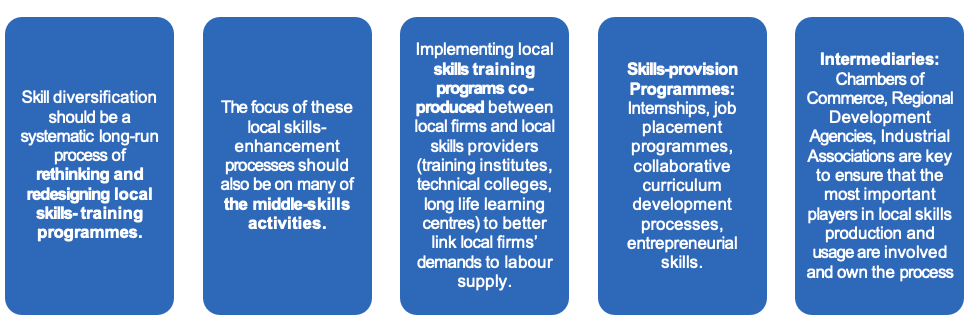 Skill diversification
should be a
systematic long-run
process of
rethinking and
redesigning local
skills- training
programmes.
The focus of these
local skills-
enhancement
processes should
also be on many of
the middle-skills
activities.
Implementing local
skills training
programs co-
produced between
local firms and local
skills providers
(training institutes,
technical colleges,
long life learning
centres) to better
link local firms'
demands to labour
supply.
Skills-provision
Programmes:
Internships, job
placement
programmes,
collaborative
curriculum
development
processes,
entrepreneurial
skills.
Intermediaries:
Chambers of
Commerce, Regional
Development
Agencies, Industrial
Associations are key
to ensure that the
most important
players in local skills
production and
usage are involved
and own the process